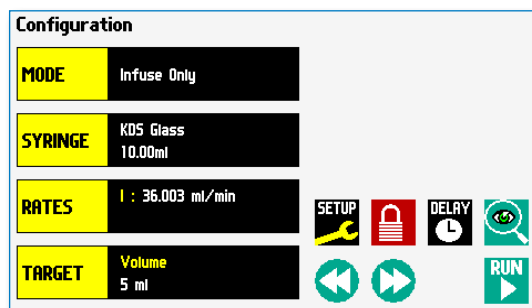 Configuration
MODE
Infuse Only
SYRINGE
KDS Glass
10.00ml
RATES
I : 36.003 ml/min
SETUP
DELAY
TARGET
Volume
5 ml
RUN